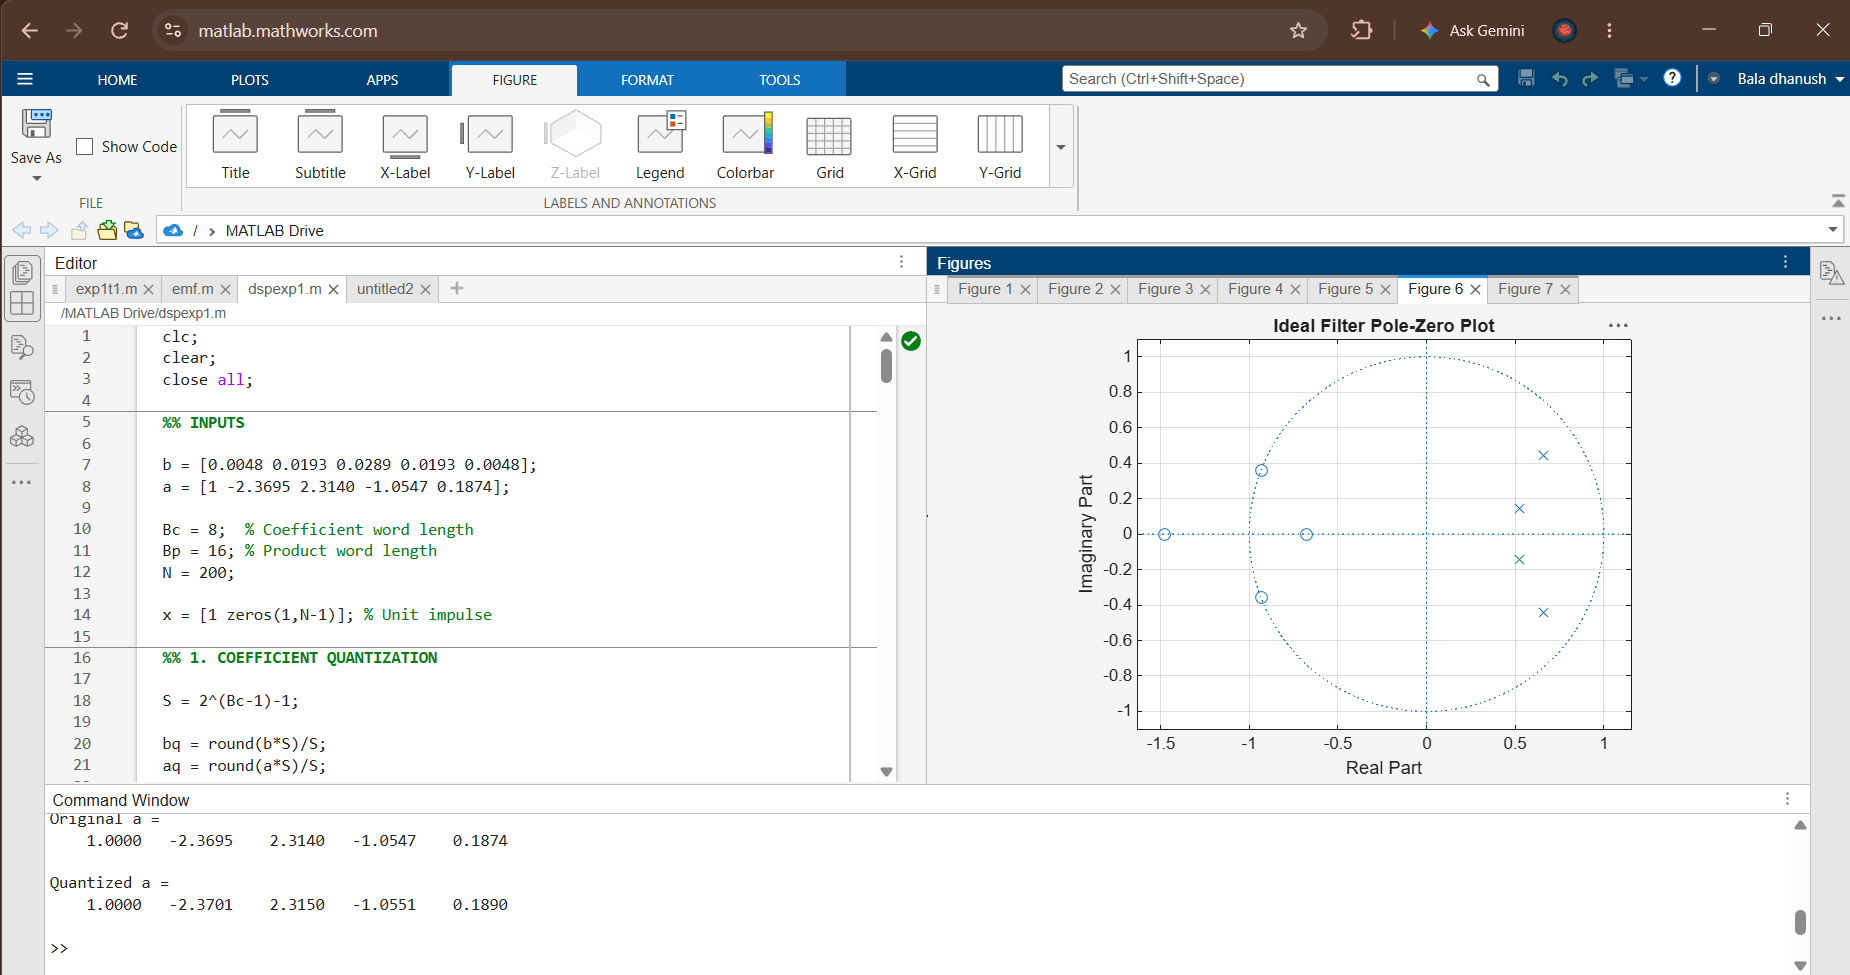 matlab.mathworks.com
Ask Gemini
HOME PLOTS APPS FIGURE FORMAT TOOLS
Search (Ctrl+Shift+Space)
Bala dhanush
Save As
Show Code
Title Subtitle X-Label Y-Label Z-Label Legend Colorbar Grid X-Grid Y-Grid
FILE
LABELS AND ANNOTATIONS
/ > MATLAB Drive
Editor
exp1t1.m dspexp1.m emf.m untitled2
/MATLAB Drive/dspexp1.m
1 clc;
2 clear;
3 close all;
4
5 %% INPUTS
6
7 b = [0.0048 0.0193 0.0289 0.0193 0.0048];
8 a = [1 -2.3695 2.3140 -1.0547 0.1874];
9
10 Bc = 8; % Coefficient word length
11 Bp = 16; % Product word length
12 N = 200;
13
14 x = [1 zeros(1,N-1)]; % Unit impulse
15
16 %% 1. COEFFICIENT QUANTIZATION
17
18 S = 2^(Bc-1)-1;
19
20 bq = round(b*S)/S;
21 aq = round(a*S)/S;
Figures
Figure 1 Figure 2 Figure 3 Figure 4 Figure 5 Figure 6 Figure 7
Ideal Filter Pole-Zero Plot
1
0.8
0.6
0.4
0.2
0
-0.2
-0.4
-0.6
-0.8
-1
Imaginary Part
-1.5 -1 -0.5 0 0.5 1
Real Part
Command Window
Original a =
1.0000 -2.3695 2.3140 -1.0547 0.1874
Quantized a =
1.0000 -2.3701 2.3150 -1.0551 0.1890
>>